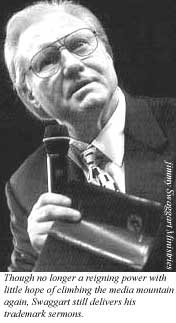 Jimmy Swaggart Ministries
Though no longer a reigning power with
little hope of climbing the media mountain
again, Swaggart still delivers his
trademark sermons.